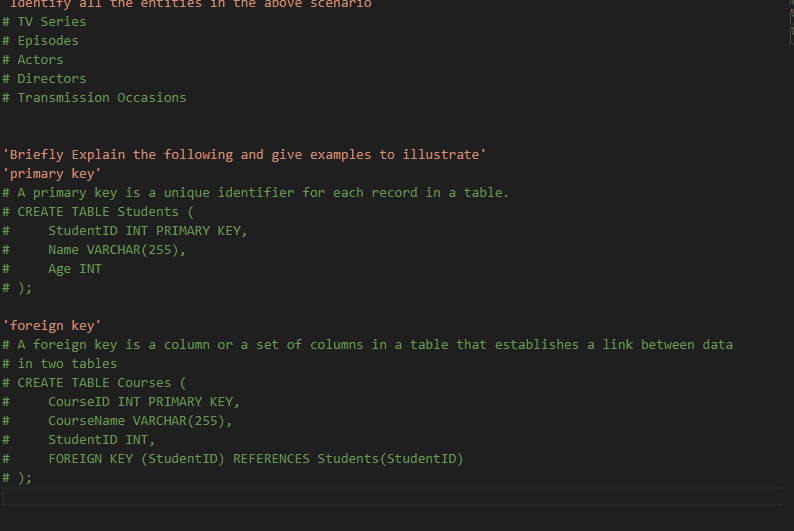 'Identify all the entities in the above scenario
# TV Series
# Episodes
# Actors
# Directors
# Transmission Occasions
'Briefly Explain the following and give examples to illustrate'
'primary key'
# A primary key is a unique identifier for each record in a table.
# CREATE TABLE Students (
#     StudentID INT PRIMARY KEY,
#     Name VARCHAR(255),
#     Age INT
# );
'foreign key'
# A foreign key is a column or a set of columns in a table that establishes a link between data
# in two tables
# CREATE TABLE Courses (
#     CourseID INT PRIMARY KEY,
#     CourseName VARCHAR(255),
#     StudentID INT,
#     FOREIGN KEY (StudentID) REFERENCES Students(StudentID)
# );